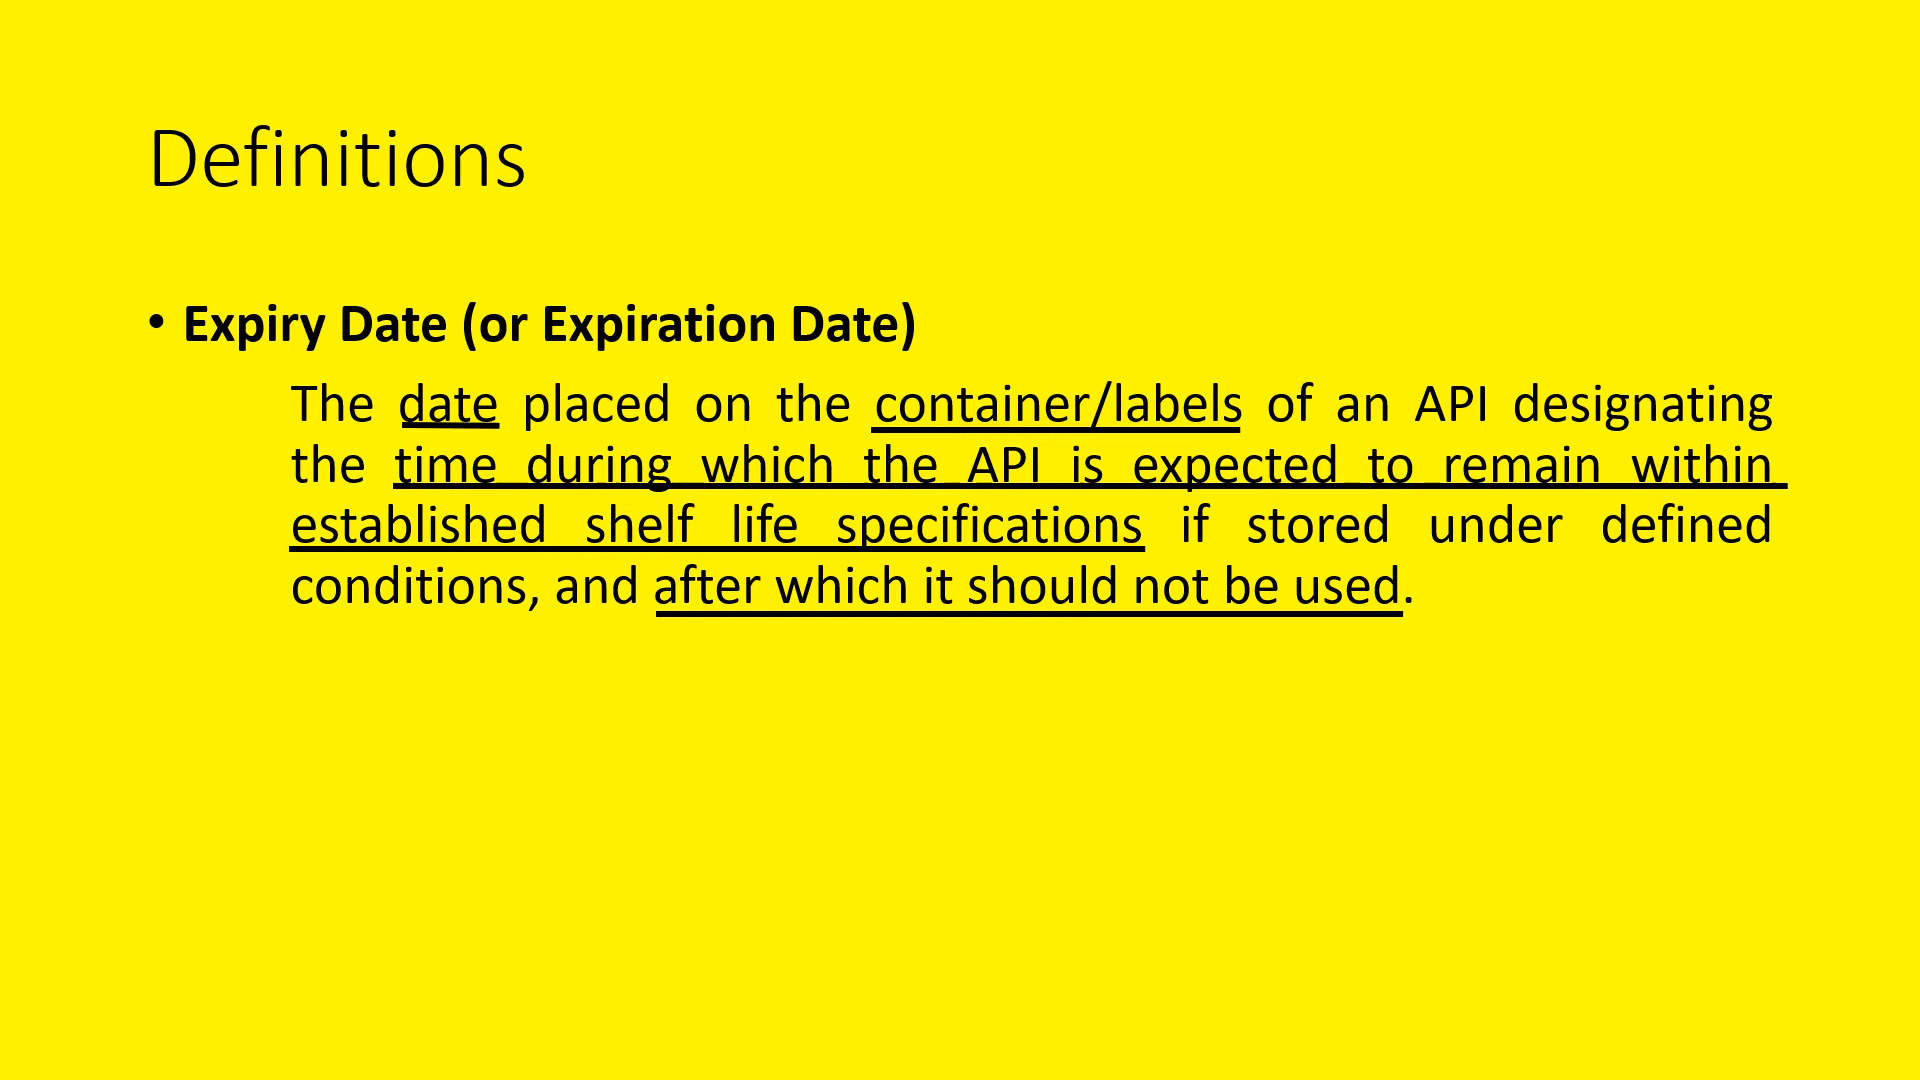 Definitions
• Expiry Date (or Expiration Date)
The date placed on the container/labels of an API designating
the time during which the API is expected to remain within
established shelf life specifications if stored under defined
conditions, and after which it should not be used.